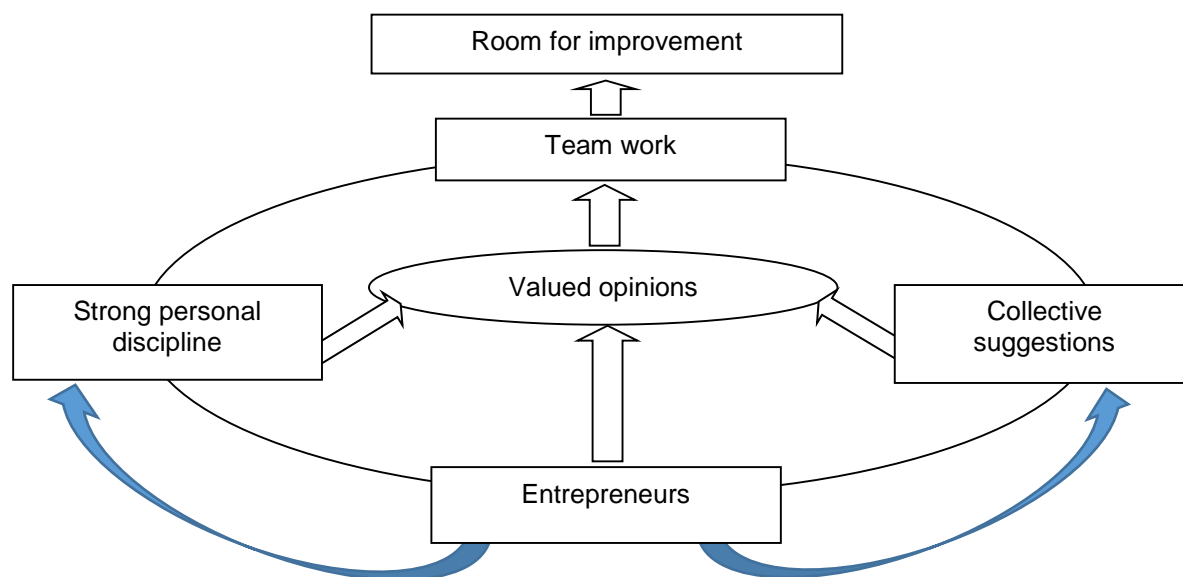 Room for improvement
Team work
Valued opinions
Strong personal
discipline
Collective
suggestions
Entrepreneurs